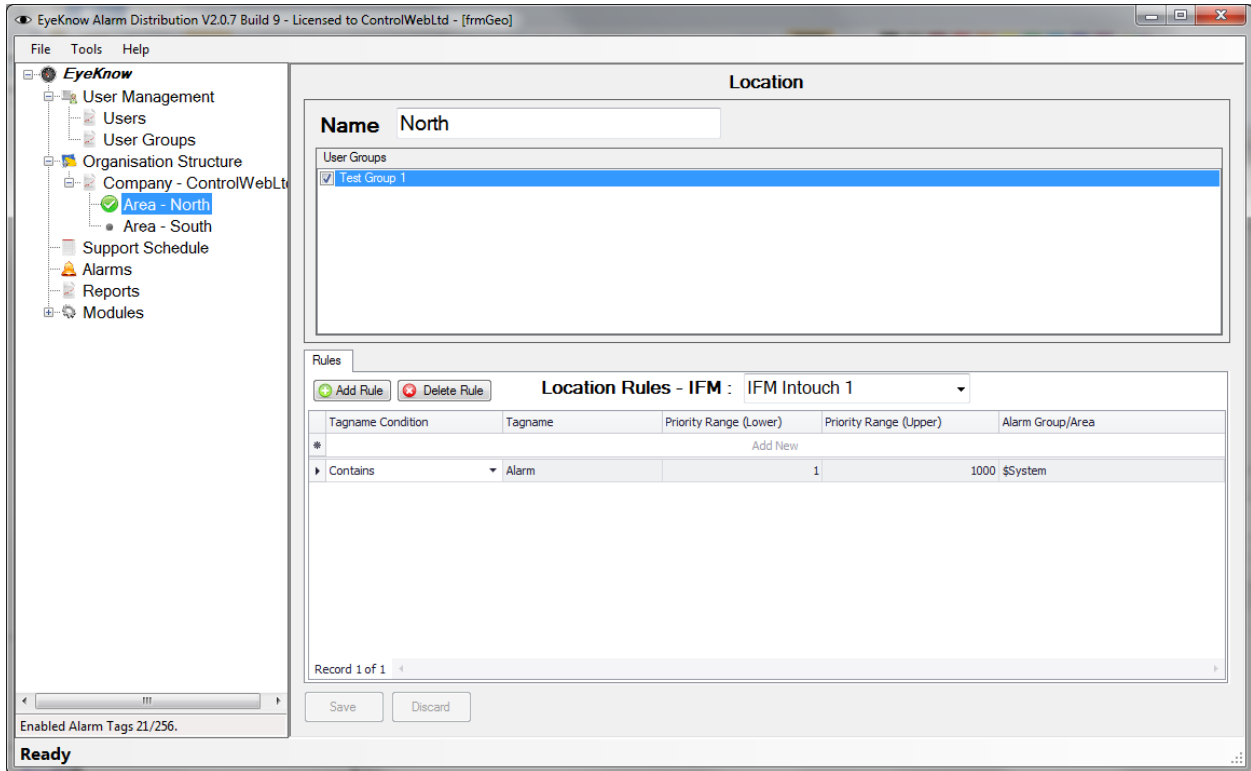 EyeKnow Alarm Distribution V2.0.7 Build 9 - Licensed to ControlWebLtd - [frmGeo]
File Tools Help
EyeKnow
User Management
Users
User Groups
Organisation Structure
Company - ControlWebLt
Area - North
Area - South
Support Schedule
Alarms
Reports
Modules
Enabled Alarm Tags 21/256.
Location
Name North
User Groups
Test Group 1
Rules
Add Rule Delete Rule Location Rules - IFM : IFM Intouch 1
Tagname Condition Tagname Priority Range (Lower) Priority Range (Upper) Alarm Group/Area
Add New
Contains Alarm 1 1000 $System
Record 1 of 1
Save Discard
Ready